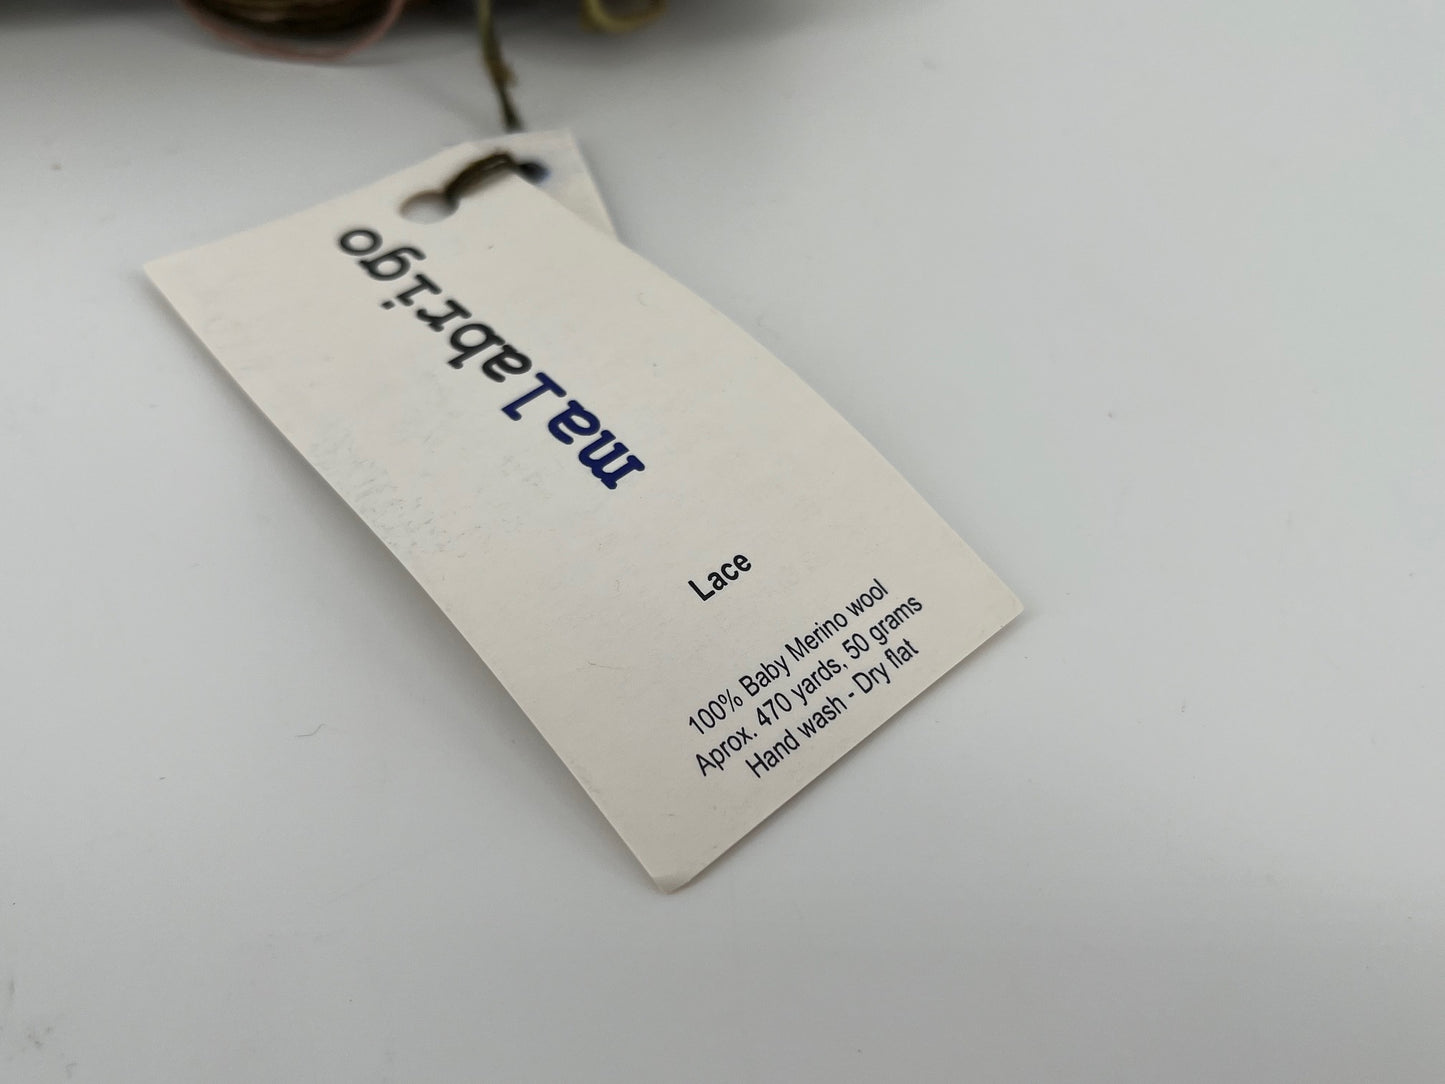 malabrigo
Lace
100% Baby Merino wool
Aprox. 470 yards, 50 grams
Hand wash - Dry flat